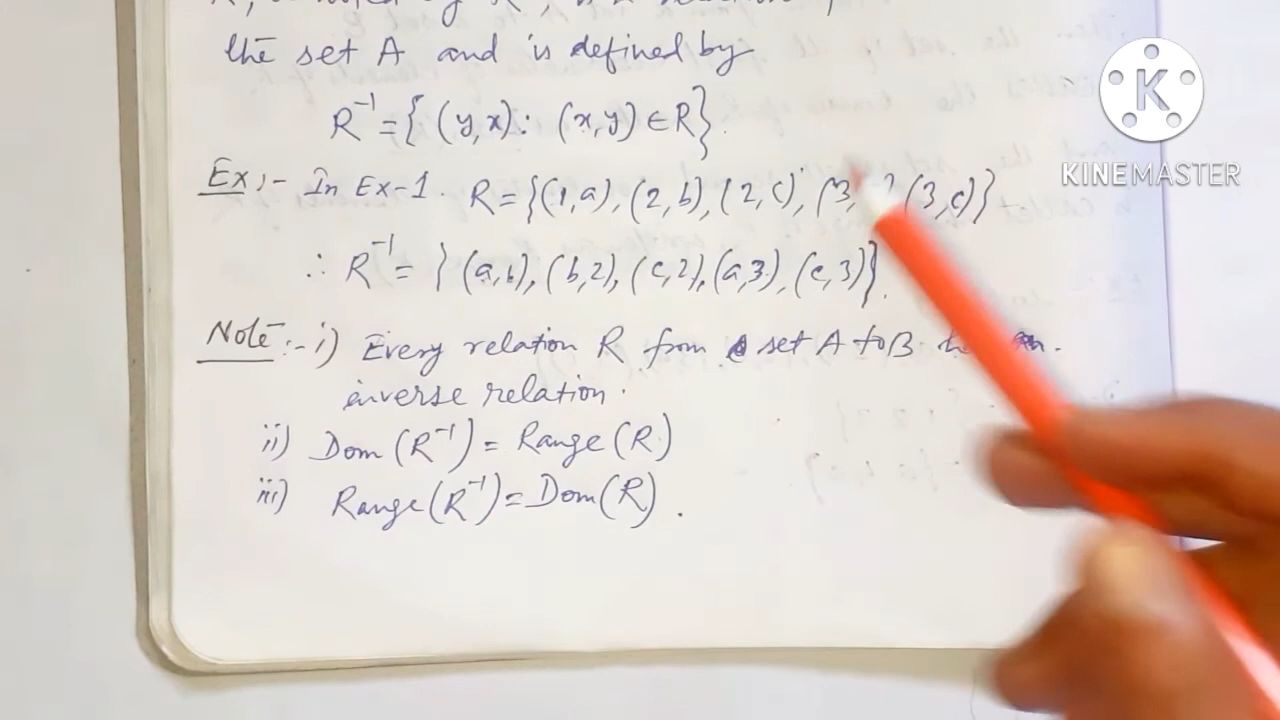 the set A and is defined by
R⁻¹ = { (y,x) : (x,y) ∈ R }.
Ex:- In Ex-1. R = {(1,a), (2,b), (2,c), (3, (3,c)}
∴ R⁻¹ = { (a,1), (b,2), (c,2), (a,3), (c,3)}.
Note:- i) Every relation R from set A to B
inverse relation.
ii) Dom (R⁻¹) = Range (R)
iii) Range (R⁻¹) = Dom (R).
K
KINEMASTER